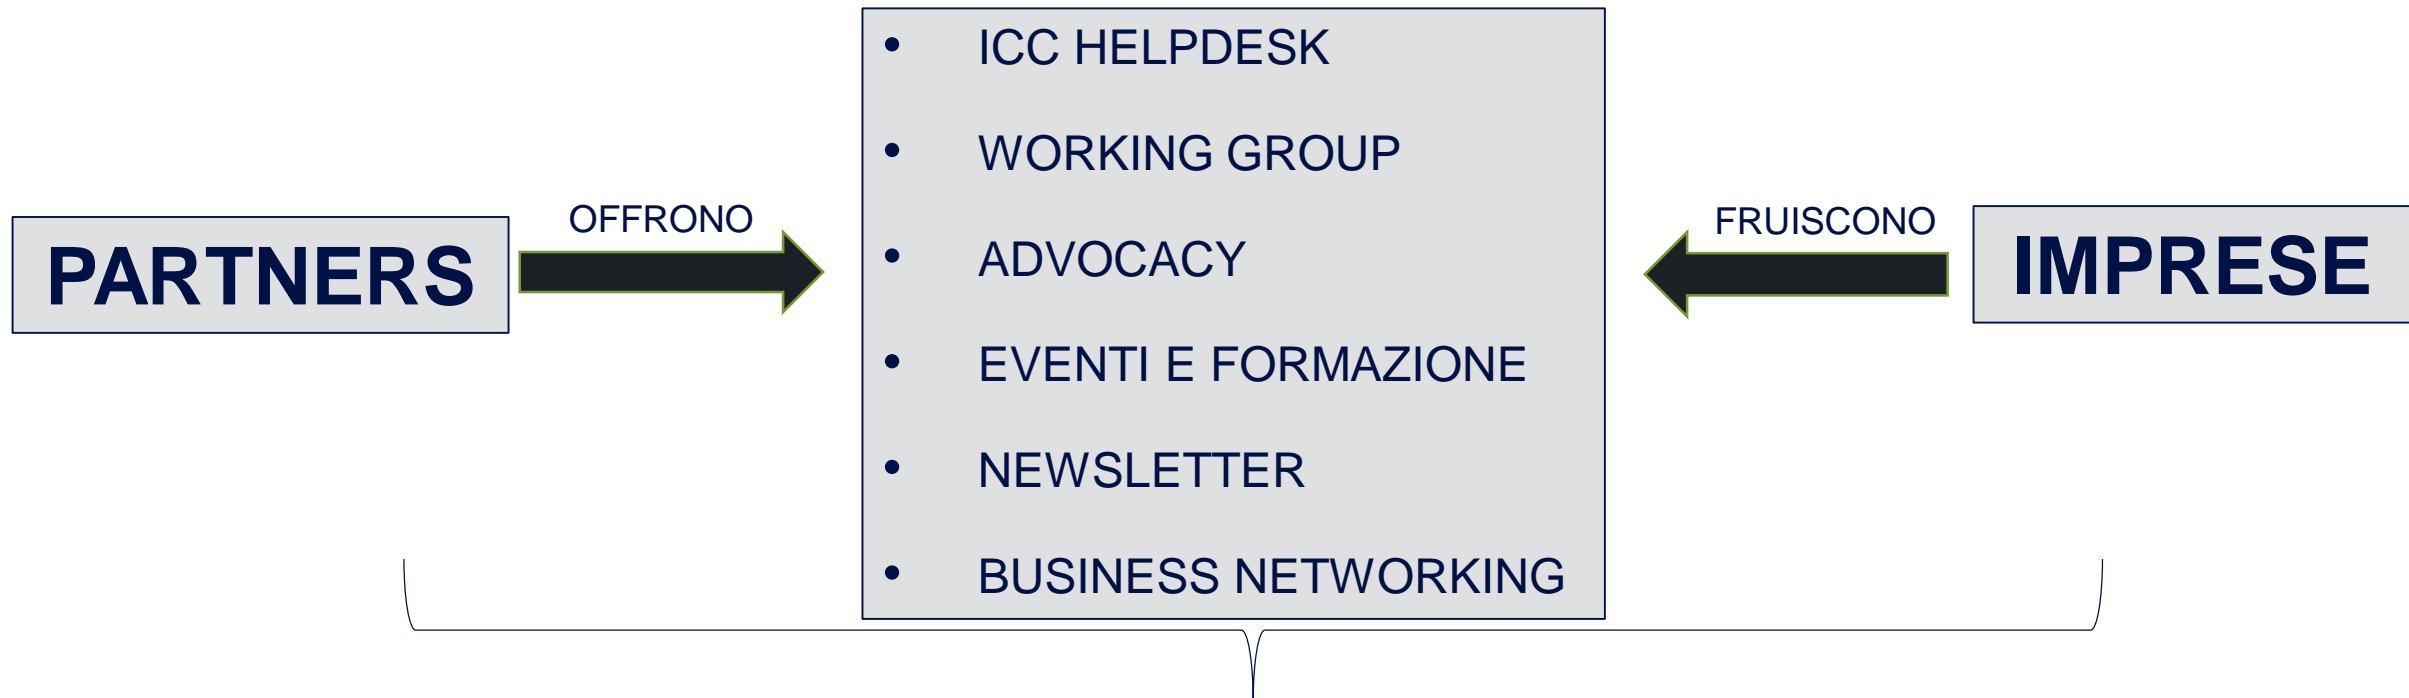 PARTNERS
OFFRONO
• ICC HELPDESK
• WORKING GROUP
• ADVOCACY
• EVENTI E FORMAZIONE
• NEWSLETTER
• BUSINESS NETWORKING
FRUISCONO
IMPRESE